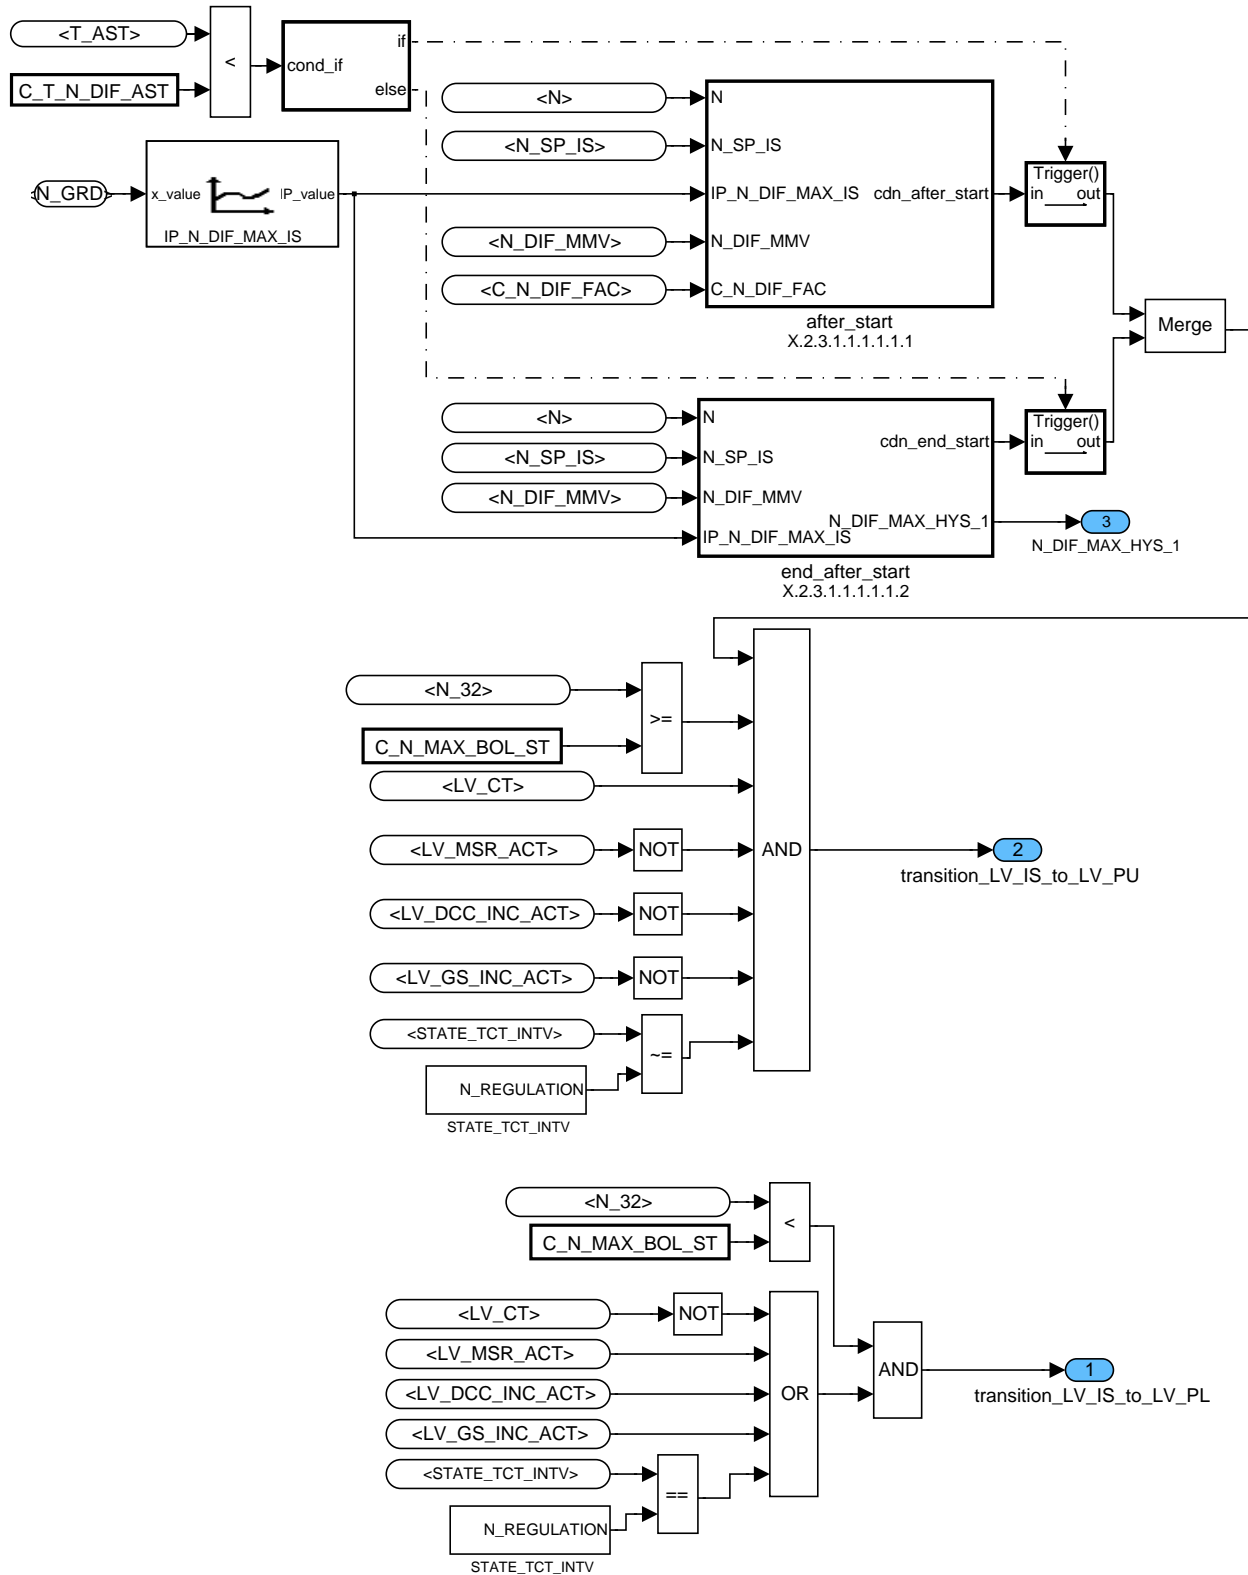 <T_AST>
<
C_T_N_DIF_AST
cond_if
if
else
<N_GRD>
x_value
IP_value
IP_N_DIF_MAX_IS
<N>
<N_SP_IS>
<N_DIF_MMV>
<C_N_DIF_FAC>
N
N_SP_IS
IP_N_DIF_MAX_IS
N_DIF_MMV
C_N_DIF_FAC
cdn_after_start
after_start
X.2.3.1.1.1.1.1.1
Trigger()
in out
Merge
<N>
<N_SP_IS>
<N_DIF_MMV>
N
N_SP_IS
N_DIF_MMV
IP_N_DIF_MAX_IS
cdn_end_start
N_DIF_MAX_HYS_1
end_after_start
X.2.3.1.1.1.1.1.2
Trigger()
in out
3
N_DIF_MAX_HYS_1
<N_32>
>=
C_N_MAX_BOL_ST
<LV_CT>
<LV_MSR_ACT>
NOT
AND
2
transition_LV_IS_to_LV_PU
<LV_DCC_INC_ACT>
NOT
<LV_GS_INC_ACT>
NOT
<STATE_TCT_INTV>
~=
N_REGULATION
STATE_TCT_INTV
<N_32>
<
C_N_MAX_BOL_ST
<LV_CT>
NOT
<LV_MSR_ACT>
<LV_DCC_INC_ACT>
OR
AND
1
transition_LV_IS_to_LV_PL
<LV_GS_INC_ACT>
<STATE_TCT_INTV>
==
N_REGULATION
STATE_TCT_INTV